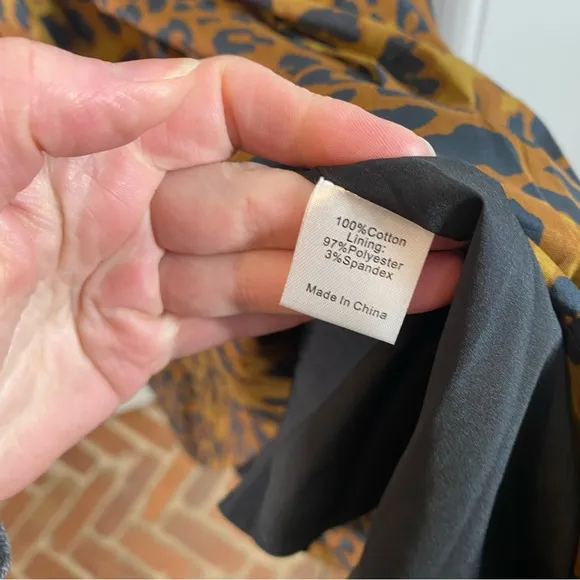 100%Cotton
Lining:
97%Polyester
3%Spandex
Made In China